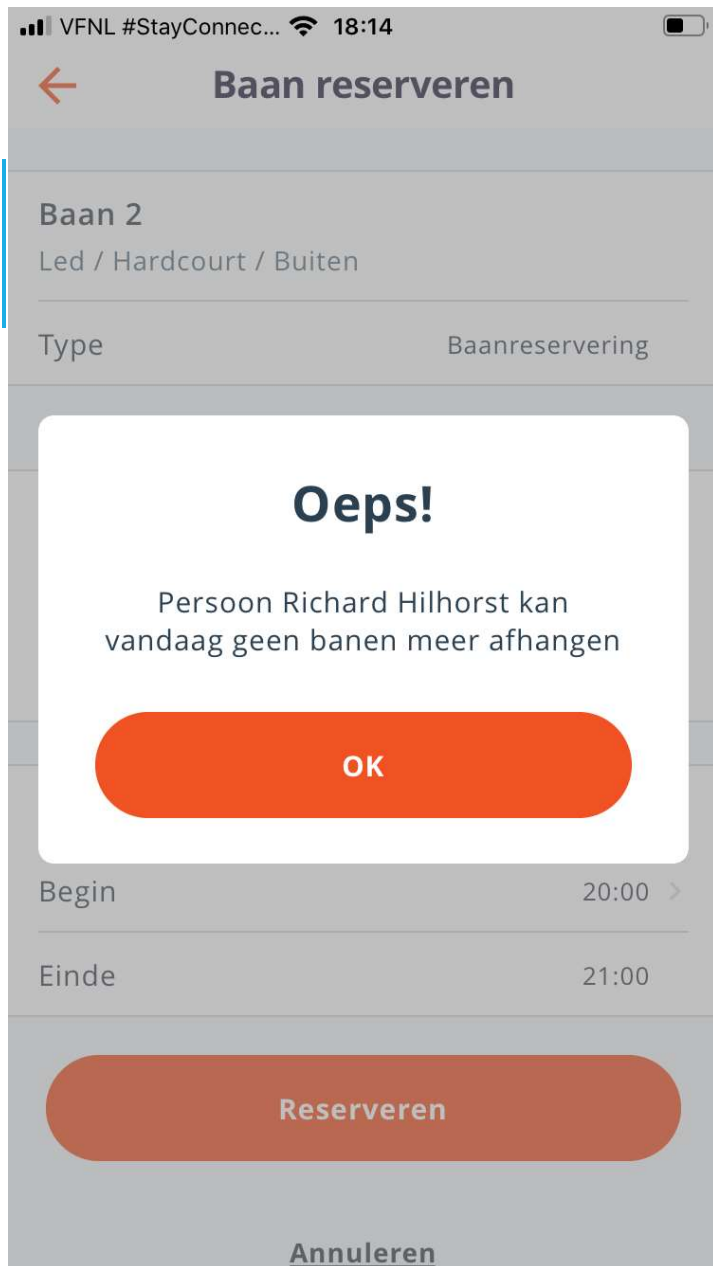 VFNL #StayConnec... 18:14
Baan reserveren
Baan 2
Led / Hardcourt / Buiten
Type Baanreservering
Oeps!
Persoon Richard Hilhorst kan
vandaag geen banen meer afhangen
OK
Begin 20:00
Einde 21:00
Reserveren
Annuleren